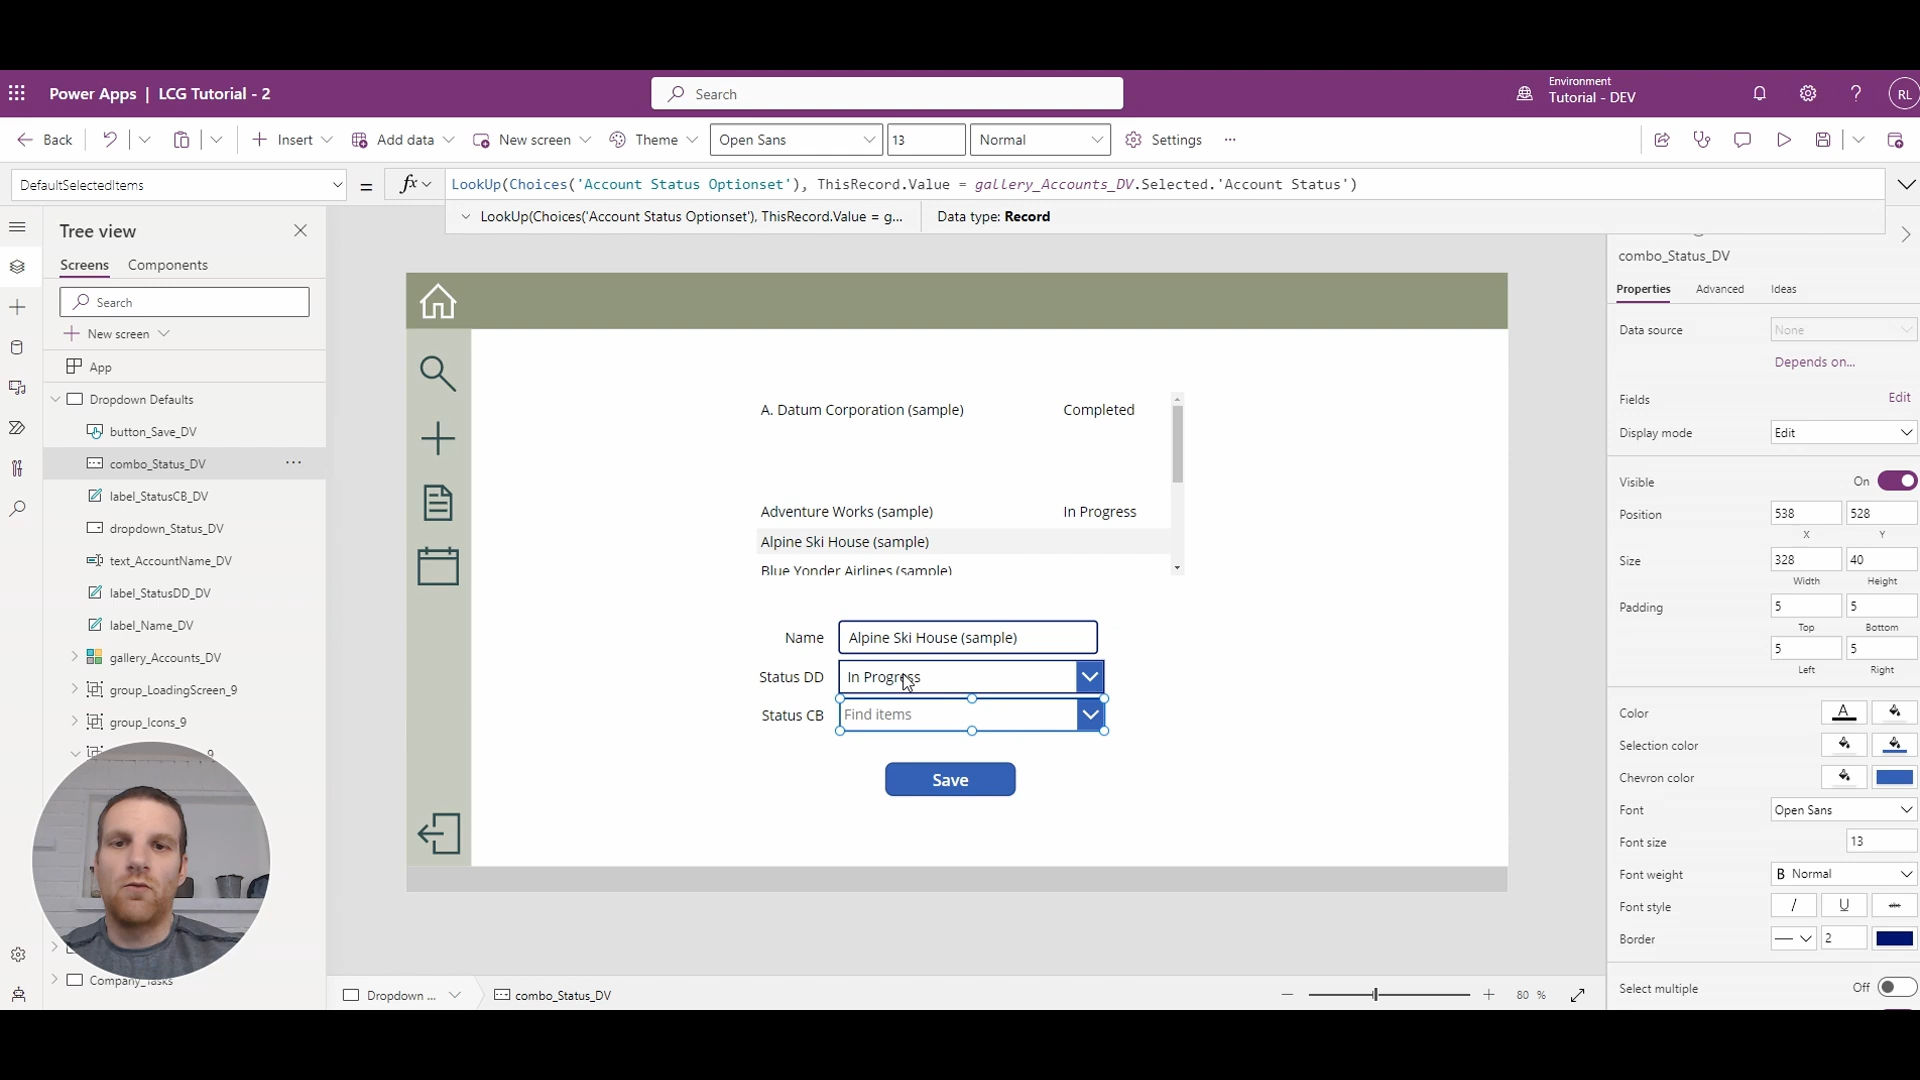 Power Apps | LCG Tutorial - 2
Search
Environment
Tutorial - DEV
RL
Back
Insert
Add data
New screen
Theme
Open Sans
13
Normal
Settings
DefaultSelectedItems
=
fx
LookUp(Choices('Account Status Optionset'), ThisRecord.Value = gallery_Accounts_DV.Selected.'Account Status')
LookUp(Choices('Account Status Optionset'), ThisRecord.Value = g...
Data type: Record
Tree view
Screens
Components
Search
New screen
App
Dropdown Defaults
button_Save_DV
combo_Status_DV
label_StatusCB_DV
dropdown_Status_DV
text_AccountName_DV
label_StatusDD_DV
label_Name_DV
gallery_Accounts_DV
group_LoadingScreen_9
group_Icons_9
9
Company_Tasks
A. Datum Corporation (sample)
Completed
Adventure Works (sample)
In Progress
Alpine Ski House (sample)
Blue Yonder Airlines (sample)
Name
Alpine Ski House (sample)
Status DD
In Progress
Status CB
Find items
Save
Dropdown ...
combo_Status_DV
80 %
combo_Status_DV
Properties
Advanced
Ideas
Data source
None
Depends on...
Fields
Edit
Display mode
Edit
Visible
On
Position
538
528
X
Y
Size
328
40
Width
Height
Padding
5
5
Top
Bottom
5
5
Left
Right
Color
A
Selection color
Chevron color
Font
Open Sans
Font size
13
Font weight
B Normal
Font style
/
U
Border
2
Select multiple
Off